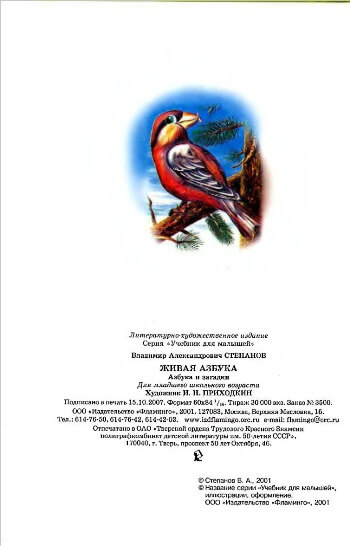 Литературно-художественное издание
Серия «Учебник для малышей»
Владимир Александрович СТЕПАНОВ
ЖИВАЯ АЗБУКА
Азбука и загадки
Для младшего школьного возраста
Художник И. И. ПРИХОДКИН
Подписано в печать 15.10.2007. Формат 60x84 1/16. Тираж 30 000 экз. Заказ № 3500.
ООО «Издательство «Фламинго», 2001. 127083, Москва, Верхняя Масловка, 16.
Тел.: 614-76-50, 614-76-42, 614-42-03. www.izdflamingo.orc.ru e-mail: flamingo@orc.ru
Отпечатано в ОАО «Тверской ордена Трудового Красного Знамени
полиграфкомбинат детской литературы им. 50-летия СССР»,
170040, г. Тверь, проспект 50 лет Октября, 46.
© Степанов В. А., 2001
© Название серии «Учебник для малышей»,
иллюстрации, оформление.
ООО «Издательство «Фламинго», 2001